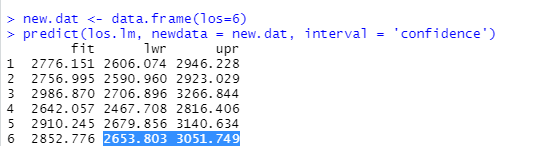 > new.dat <- data.frame(los=6)
> predict(los.lm, newdata = new.dat, interval = 'confidence')
fit lwr upr
1 2776.151 2606.074 2946.228
2 2756.995 2590.960 2923.029
3 2986.870 2706.896 3266.844
4 2642.057 2467.708 2816.406
5 2910.245 2679.856 3140.634
6 2852.776 2653.803 3051.749